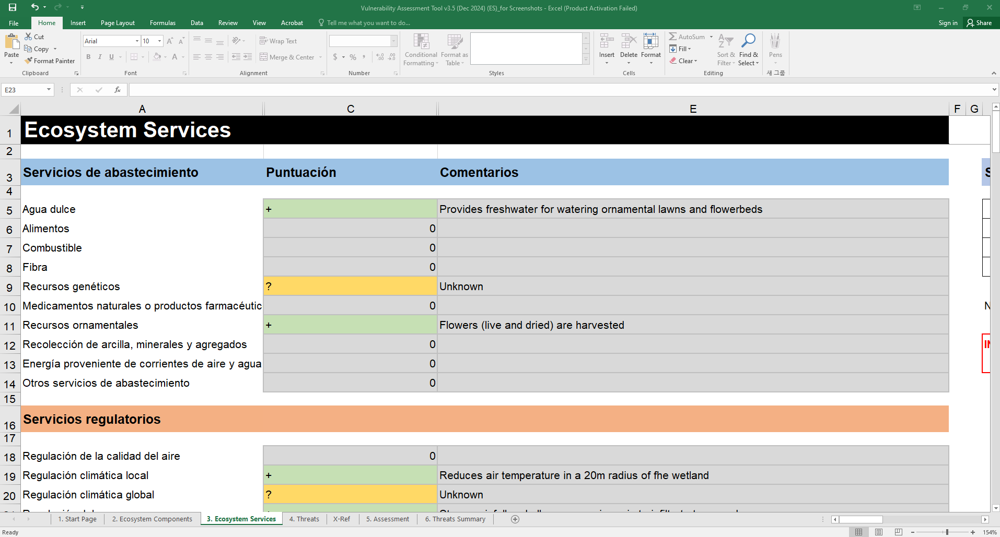 Vulnerability Assessment Tool v3.5 (Dec 2024) (ES)_for Screenshots - Excel (Product Activation Failed)
File Home Insert Page Layout Formulas Data Review View Acrobat Tell me what you want to do... Sign in Share
Paste Cut Copy Format Painter Clipboard
Arial 10 B I U Font
Wrap Text Merge & Center Alignment
$ % Number
Conditional Formatting Format as Table Styles
Insert Delete Format Cells
AutoSum Fill Clear Sort & Filter Find & Select Editing
Pens 새 그룹
E23 fx
A C E F G
1 Ecosystem Services
2
3 Servicios de abastecimiento Puntuación Comentarios S
4
5 Agua dulce + Provides freshwater for watering ornamental lawns and flowerbeds
6 Alimentos 0
7 Combustible 0
8 Fibra 0
9 Recursos genéticos ? Unknown
10 Medicamentos naturales o productos farmacéutic 0 N
11 Recursos ornamentales + Flowers (live and dried) are harvested
12 Recolección de arcilla, minerales y agregados 0
13 Energía proveniente de corrientes de aire y agua 0
14 Otros servicios de abastecimiento 0
15
16 Servicios regulatorios
17
18 Regulación de la calidad del aire 0
19 Regulación climática local + Reduces air temperature in a 20m radius of fhe wetland
20 Regulación climática global ? Unknown
1. Start Page 2. Ecosystem Components 3. Ecosystem Services 4. Threats X-Ref 5. Assessment 6. Threats Summary
Ready 154%